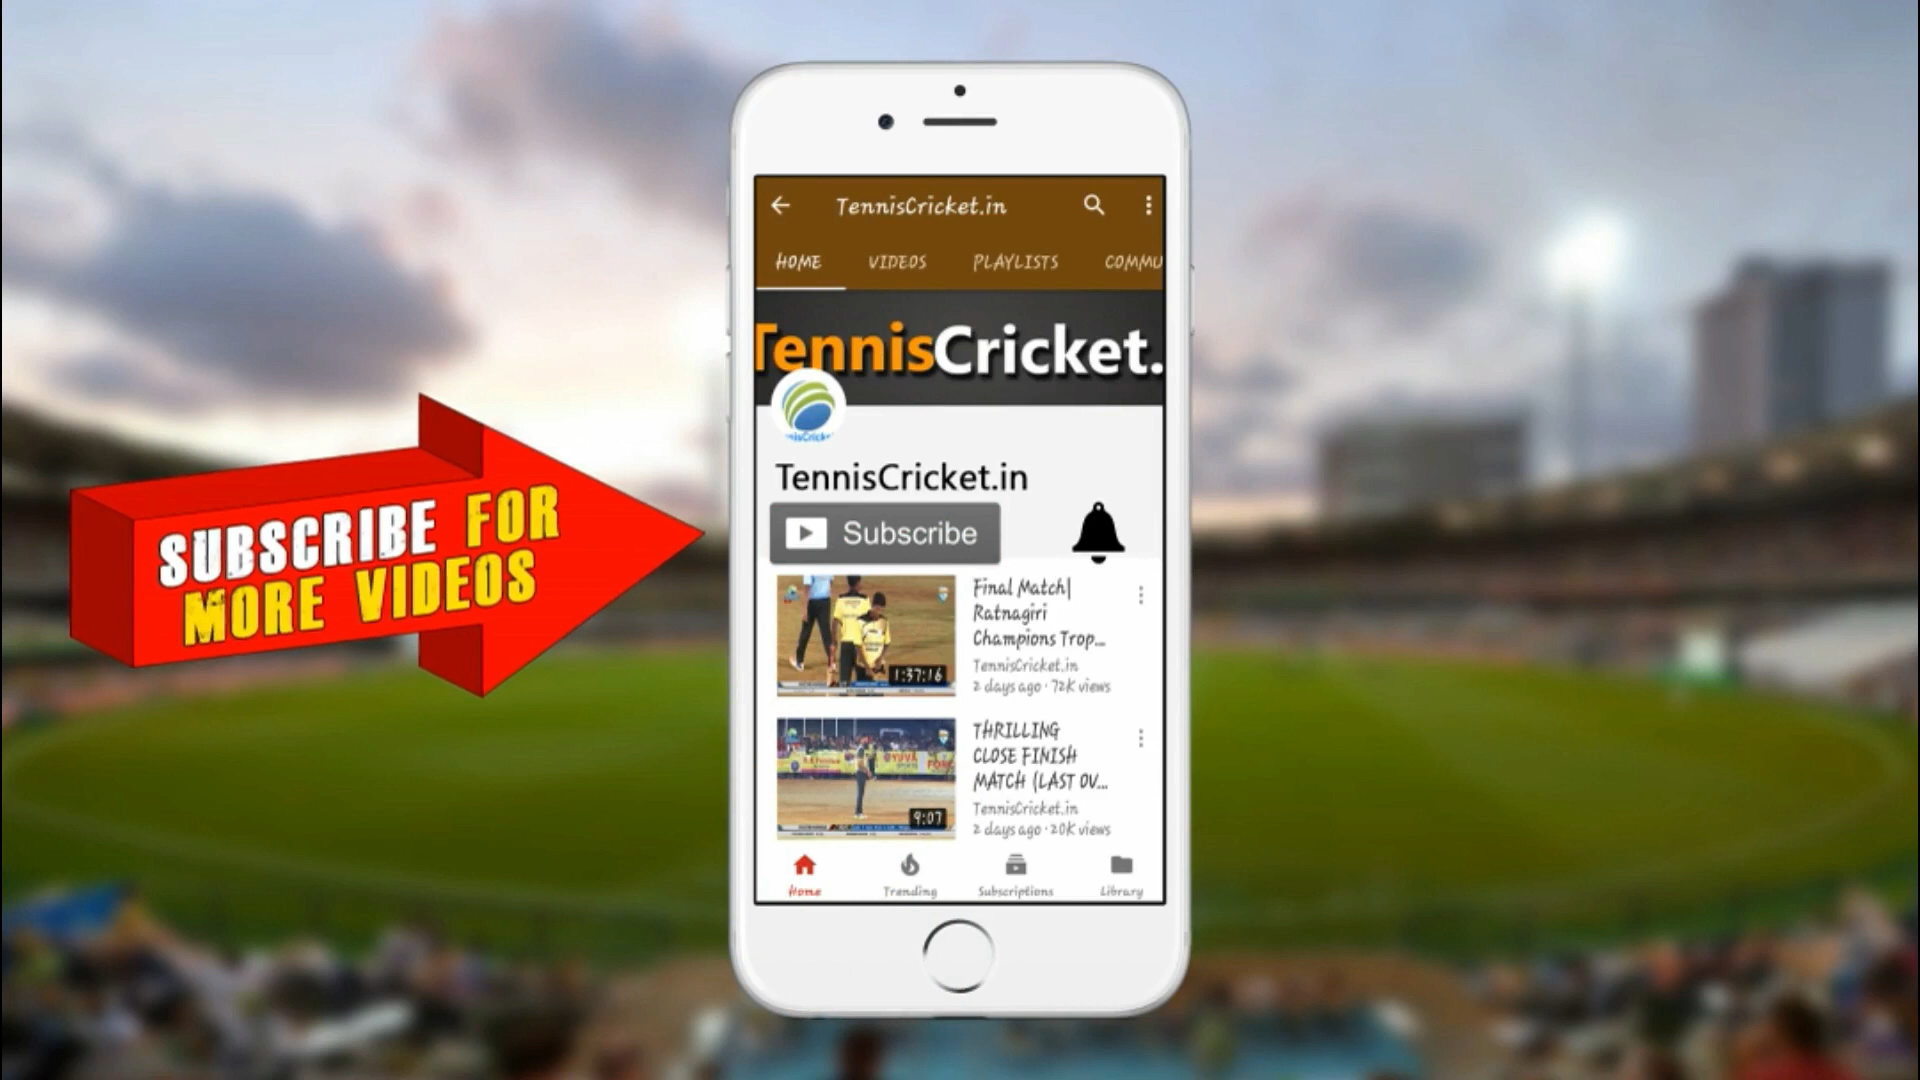 SUBSCRIBE FOR
MORE VIDEOS
TennisCricket.in
HOME VIDEOS PLAYLISTS COMMU
TennisCricket.
TennisCricket.in
Subscribe
Final Match|
Ratnagiri
Champions Trop...
TennisCricket.in
2 days ago · 72K views
1:37:16
THRILLING
CLOSE FINISH
MATCH (LAST OV...
TennisCricket.in
2 days ago · 20K views
9:07
Home Trending Subscriptions Library